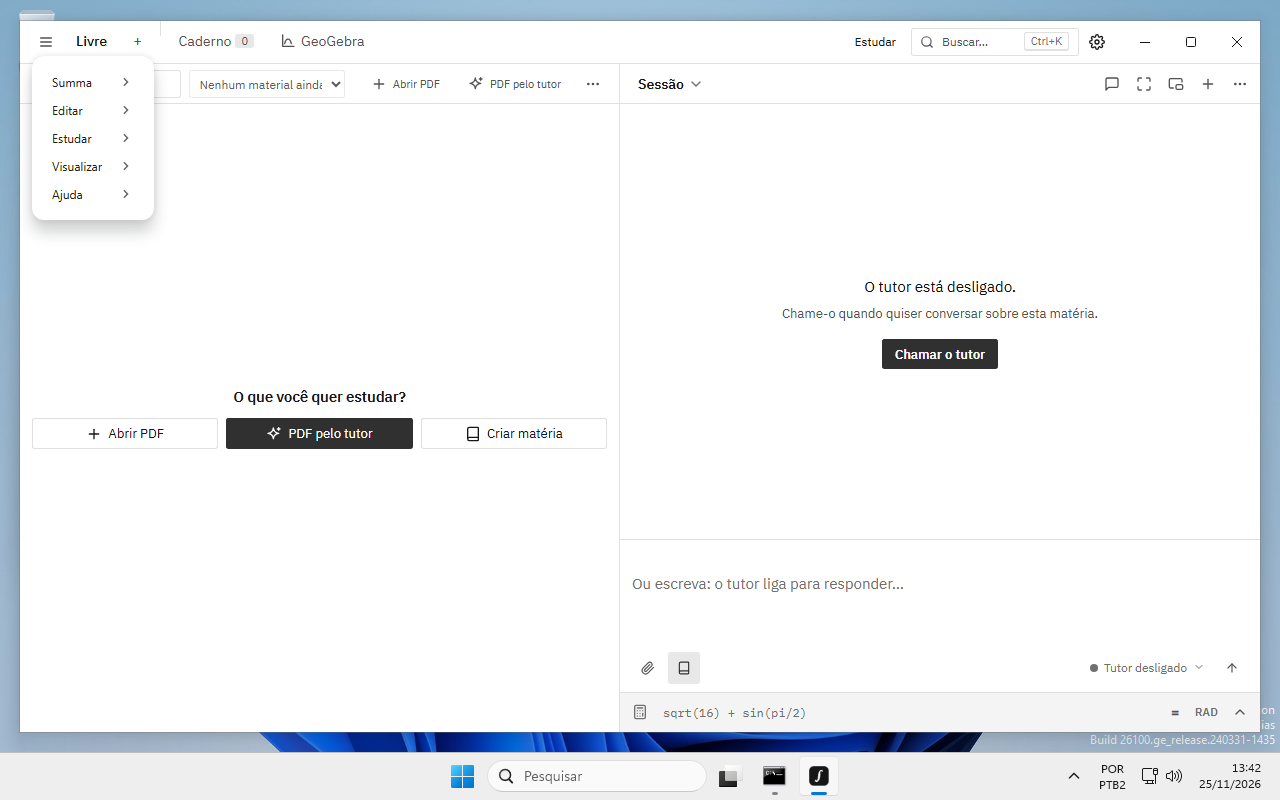 Livre
+
Caderno 0
GeoGebra
Estudar
Buscar...
Ctrl+K
Summa
Editar
Estudar
Visualizar
Ajuda
Nenhum material ainda
Abrir PDF
PDF pelo tutor
Sessão
O tutor está desligado.
Chame-o quando quiser conversar sobre esta matéria.
Chamar o tutor
O que você quer estudar?
Abrir PDF
PDF pelo tutor
Criar matéria
Ou escreva: o tutor liga para responder...
Tutor desligado
sqrt(16) + sin(pi/2)
=
RAD
Build 26100.ge_release.240331-1435
Pesquisar
POR
PTB2
13:42
25/11/2026